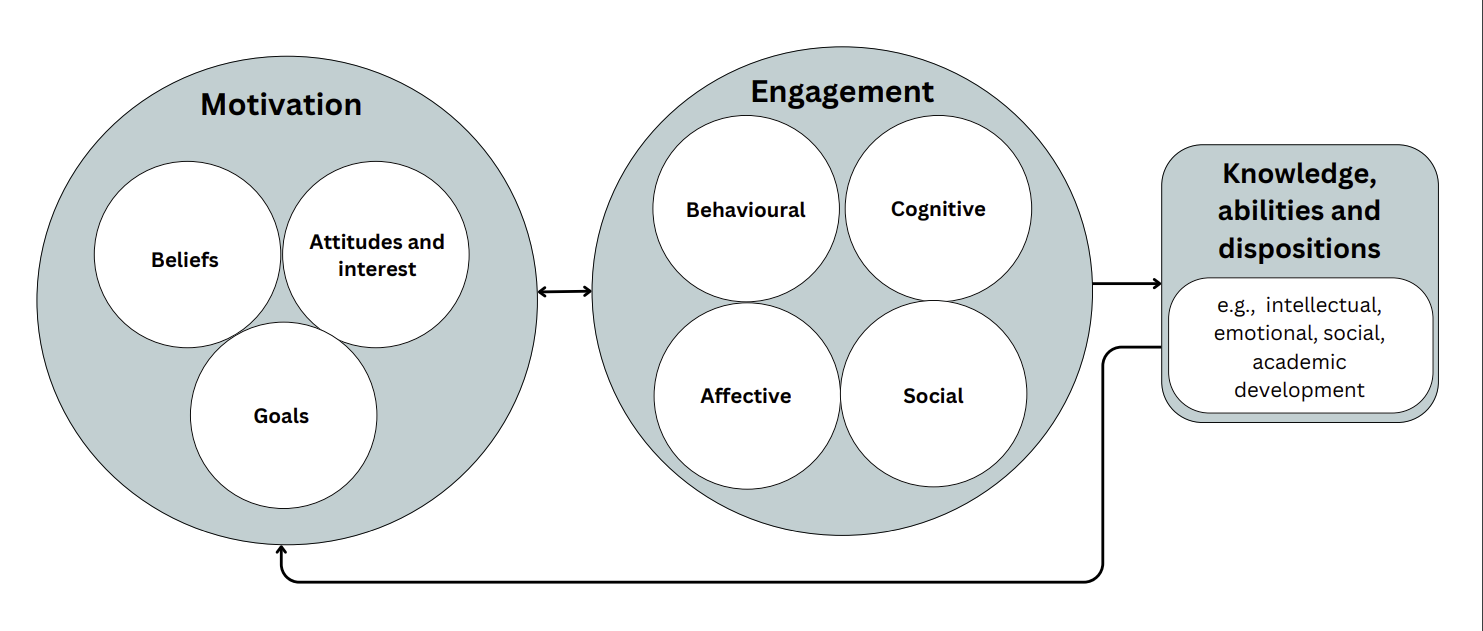 Motivation
Beliefs
Attitudes and
interest
Goals
Engagement
Behavioural
Cognitive
Affective
Social
Knowledge,
abilities and
dispositions
e.g., intellectual,
emotional, social,
academic
development